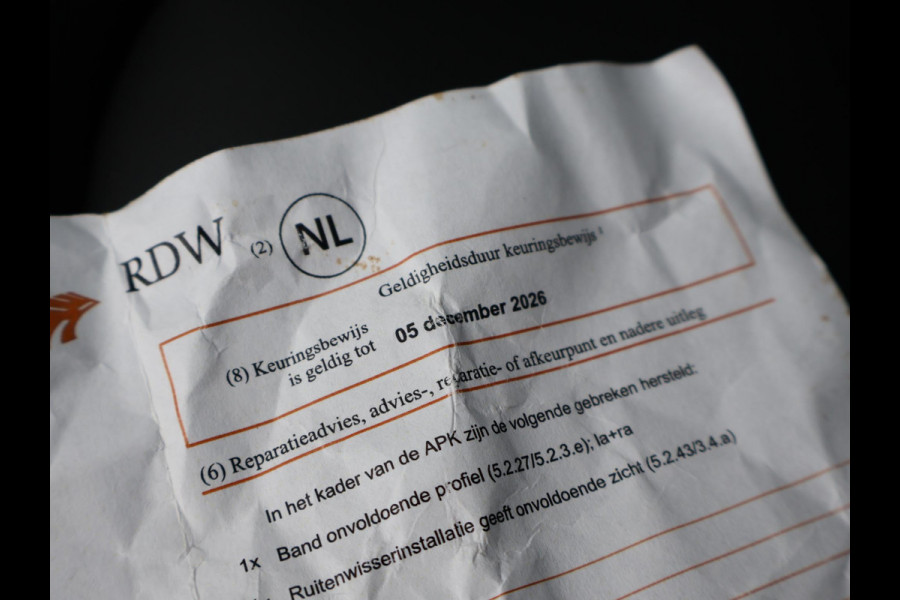 RDW (2) NL
Geldigheidsduur keuringsbewijs ¹
(8) Keuringsbewijs
is geldig tot 05 december 2026
(6) Reparatieadvies, advies-, reparatie- of afkeurpunt en nadere uitleg
In het kader van de APK zijn de volgende gebreken hersteld:
1x Band onvoldoende profiel (5.2.27/5.2.3.e); la+ra
Ruitenwisserinstallatie geeft onvoldoende zicht (5.2.43/3.4.a)